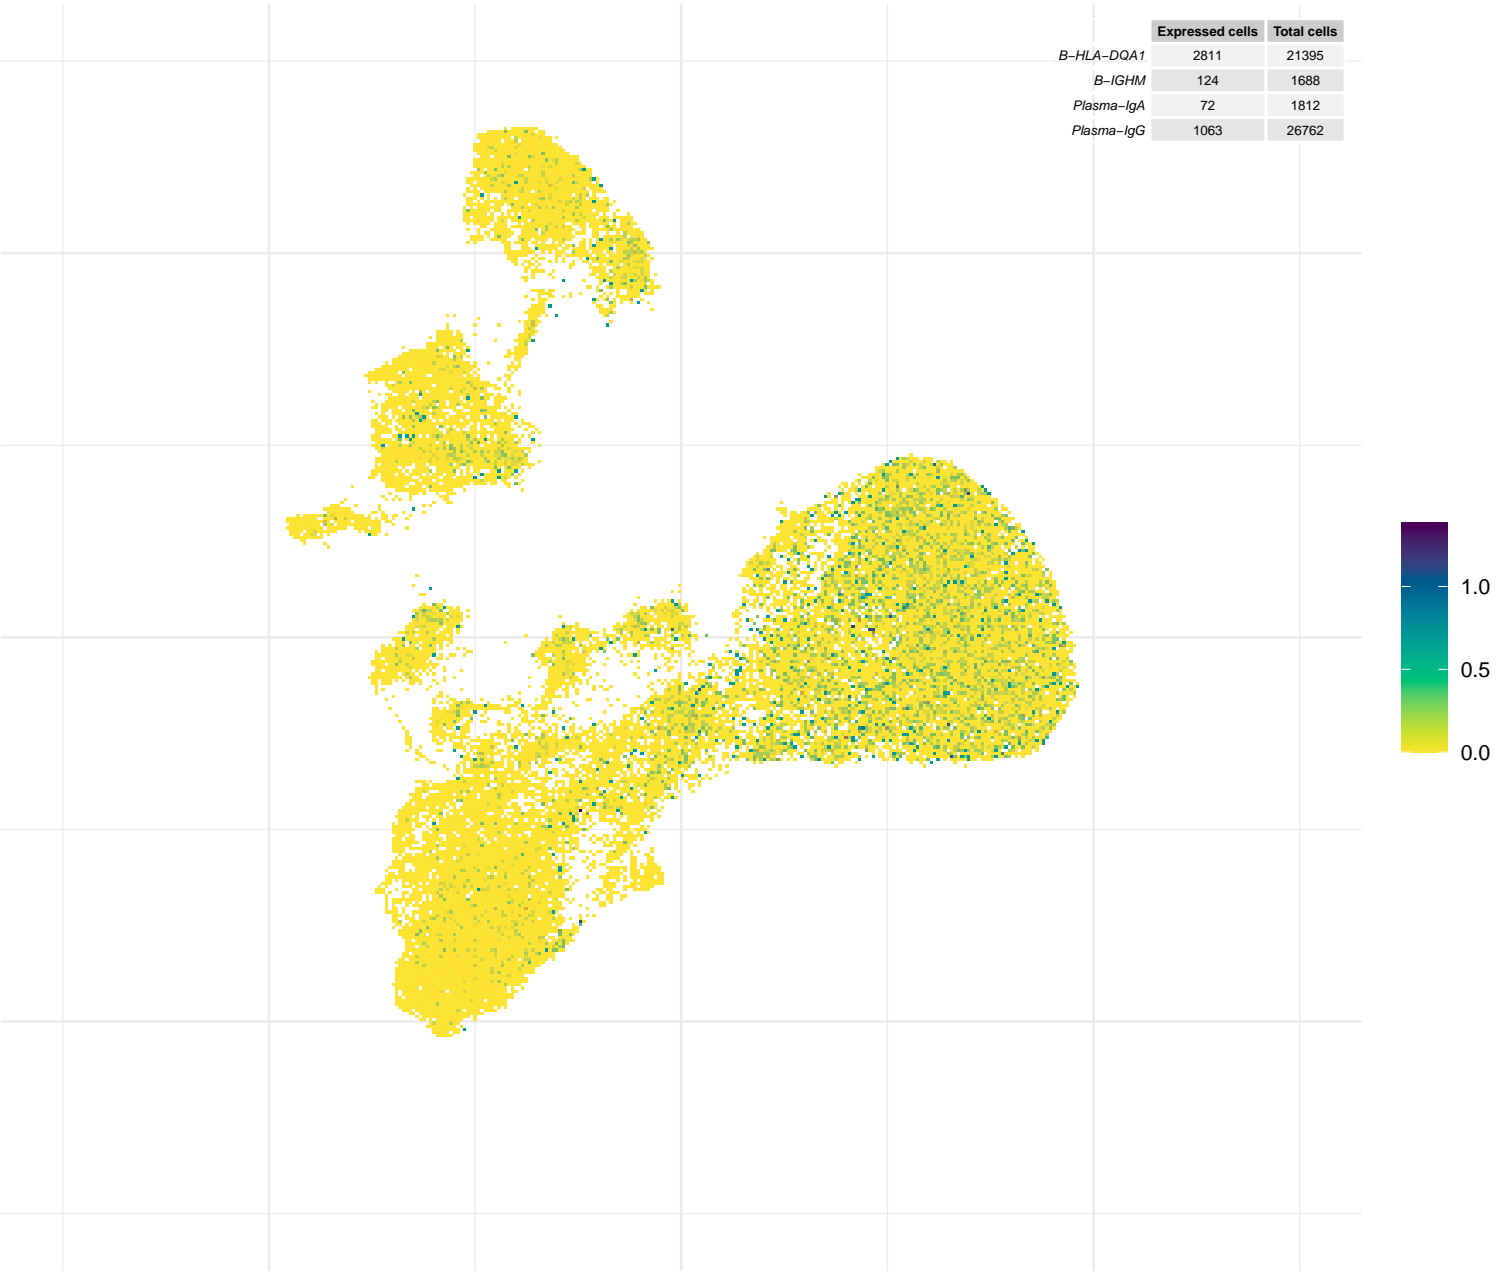 Expressed cells Total cells
B−HLA−DQA1 2811 21395
B−IGHM 124 1688
Plasma−IgA 72 1812
Plasma−IgG 1063 26762
1.0
0.5
0.0